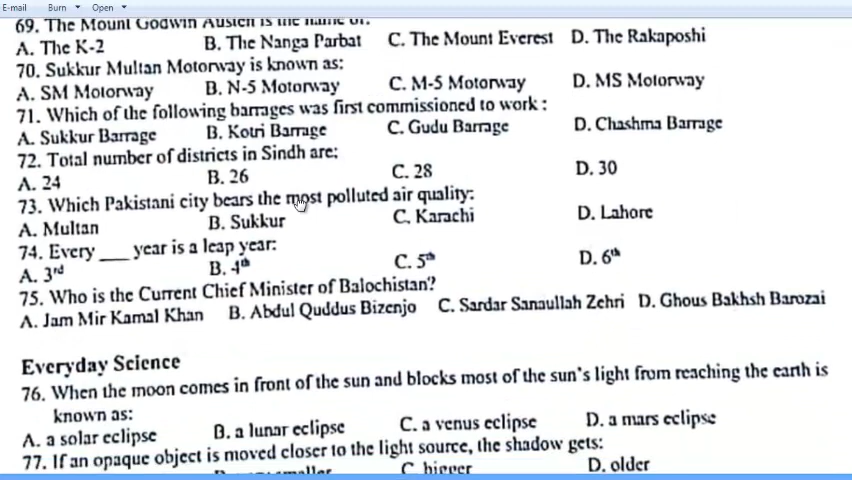 E-mail Burn Open
69. The Mount Godwin Austen is the name of:
A. The K-2 B. The Nanga Parbat C. The Mount Everest D. The Rakaposhi
70. Sukkur Multan Motorway is known as:
A. SM Motorway B. N-5 Motorway C. M-5 Motorway D. MS Motorway
71. Which of the following barrages was first commissioned to work :
A. Sukkur Barrage B. Kotri Barrage C. Gudu Barrage D. Chashma Barrage
72. Total number of districts in Sindh are:
A. 24 B. 26 C. 28 D. 30
73. Which Pakistani city bears the most polluted air quality:
A. Multan B. Sukkur C. Karachi D. Lahore
74. Every ___ year is a leap year:
A. 3rd B. 4th C. 5th D. 6th
75. Who is the Current Chief Minister of Balochistan?
A. Jam Mir Kamal Khan B. Abdul Quddus Bizenjo C. Sardar Sanaullah Zehri D. Ghous Bakhsh Barozai
Everyday Science
76. When the moon comes in front of the sun and blocks most of the sun's light from reaching the earth is
known as:
A. a solar eclipse B. a lunar eclipse C. a venus eclipse D. a mars eclipse
77. If an opaque object is moved closer to the light source, the shadow gets:
smaller C. bigger D. older